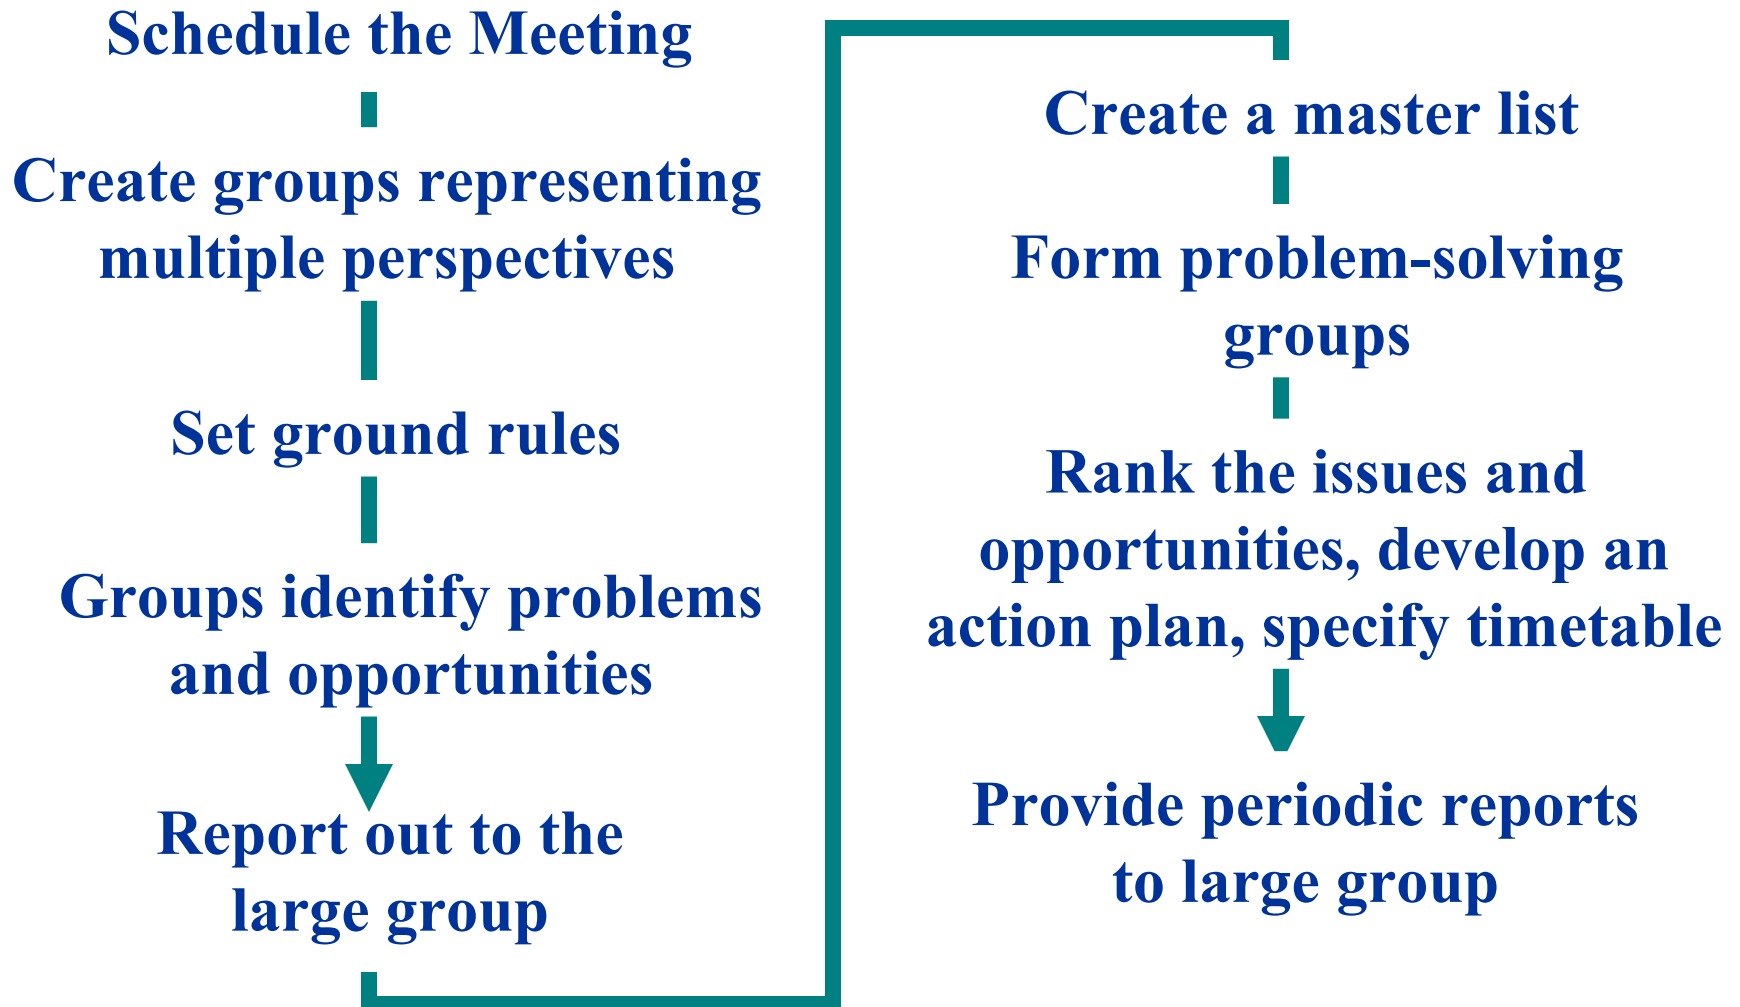 Schedule the Meeting
Create groups representing
multiple perspectives
Set ground rules
Groups identify problems
and opportunities
Report out to the
large group
Create a master list
Form problem-solving
groups
Rank the issues and
opportunities, develop an
action plan, specify timetable
Provide periodic reports
to large group